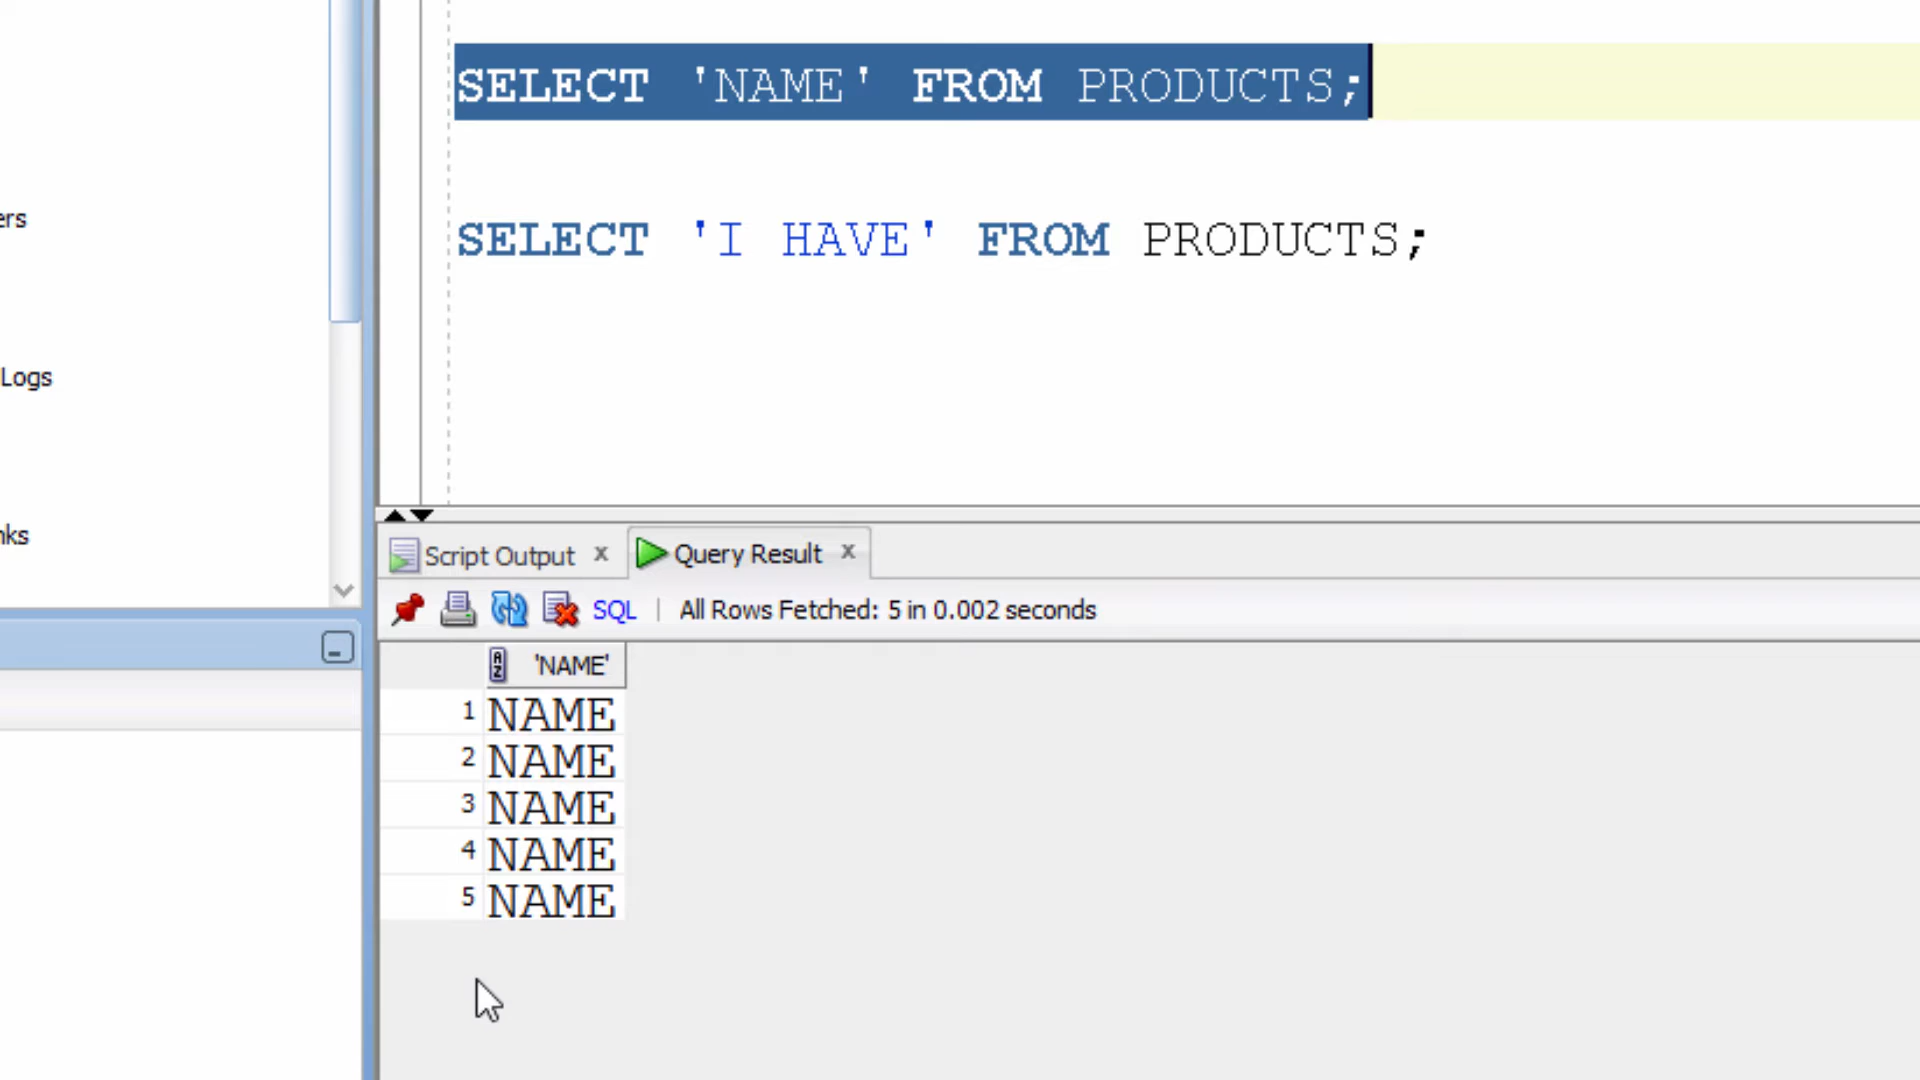 SELECT 'NAME' FROM PRODUCTS;
SELECT 'I HAVE' FROM PRODUCTS;
ers
Logs
nks
Script Output x Query Result x
SQL | All Rows Fetched: 5 in 0.002 seconds
'NAME'
1 NAME
2 NAME
3 NAME
4 NAME
5 NAME